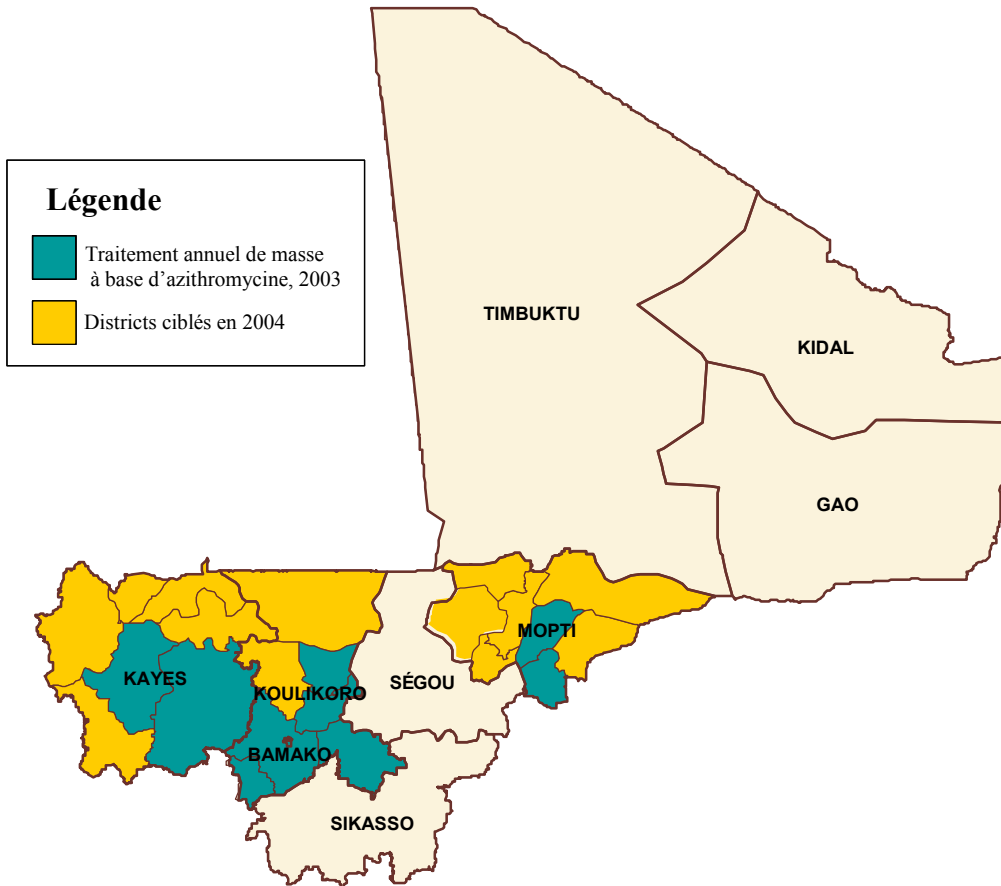 Légende
Traitement annuel de masse
à base d’azithromycine, 2003
Districts ciblés en 2004
TIMBUKTU
KIDAL
GAO
MOPTI
KAYES
KOULIKORO
SÉGOU
BAMAKO
SIKASSO